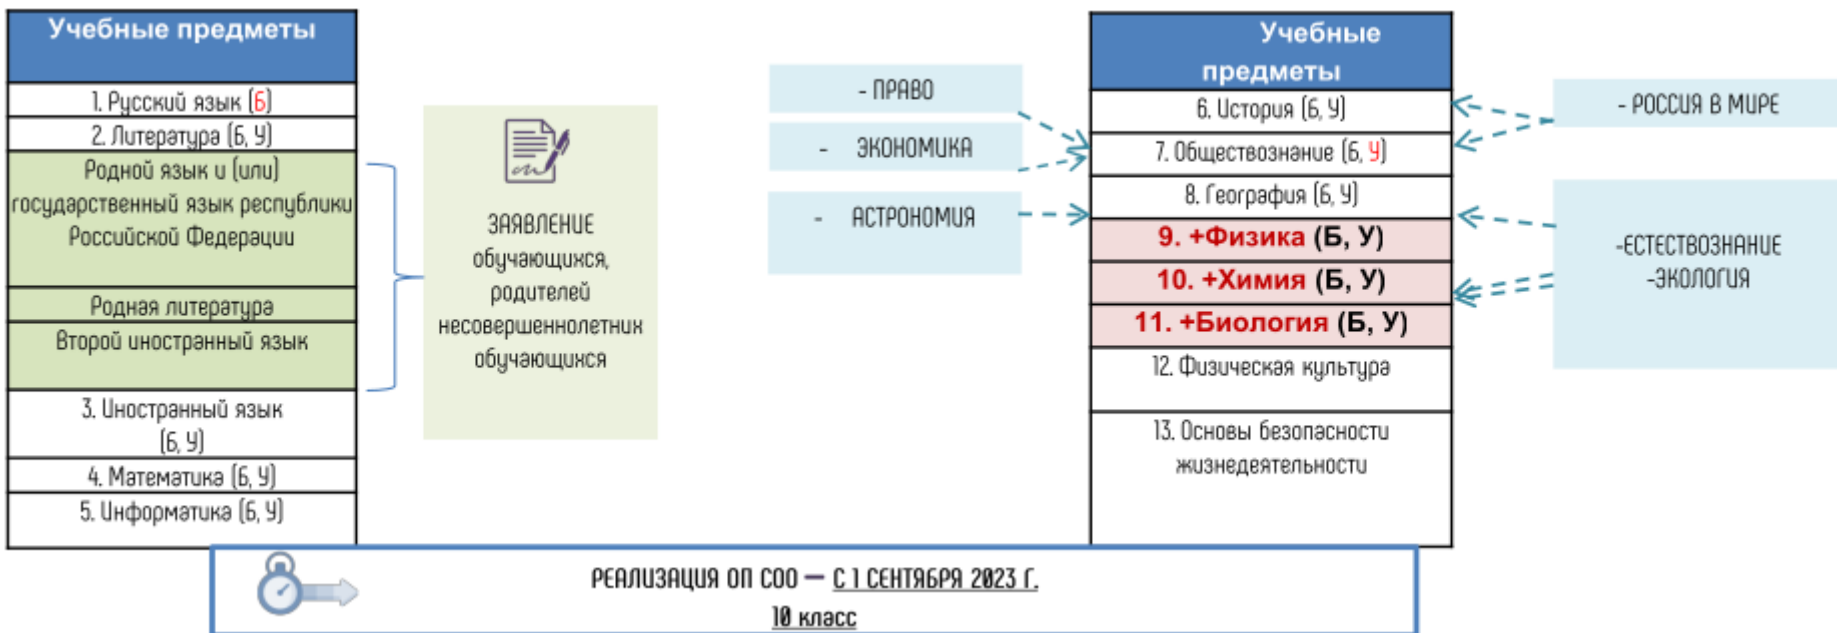 Учебные предметы
1. Русский язык (Б)
2. Литература (Б, У)
Родной язык и (или)
государственный язык республики
Российской Федерации
Родная литература
Второй иностранный язык
3. Иностранный язык
(Б, У)
4. Математика (Б, У)
5. Информатика (Б, У)
ЗАЯВЛЕНИЕ
обучающихся,
родителей
несовершеннолетних
обучающихся
- ПРАВО
- ЭКОНОМИКА
- АСТРОНОМИЯ
Учебные
предметы
6. История (Б, У)
7. Обществознание (Б, У)
8. География (Б, У)
9. +Физика (Б, У)
10. +Химия (Б, У)
11. +Биология (Б, У)
12. Физическая культура
13. Основы безопасности
жизнедеятельности
- РОССИЯ В МИРЕ
-ЕСТЕСТВОЗНАНИЕ
-ЭКОЛОГИЯ
РЕАЛИЗАЦИЯ ОП СОО — С 1 СЕНТЯБРЯ 2023 Г.
10 класс